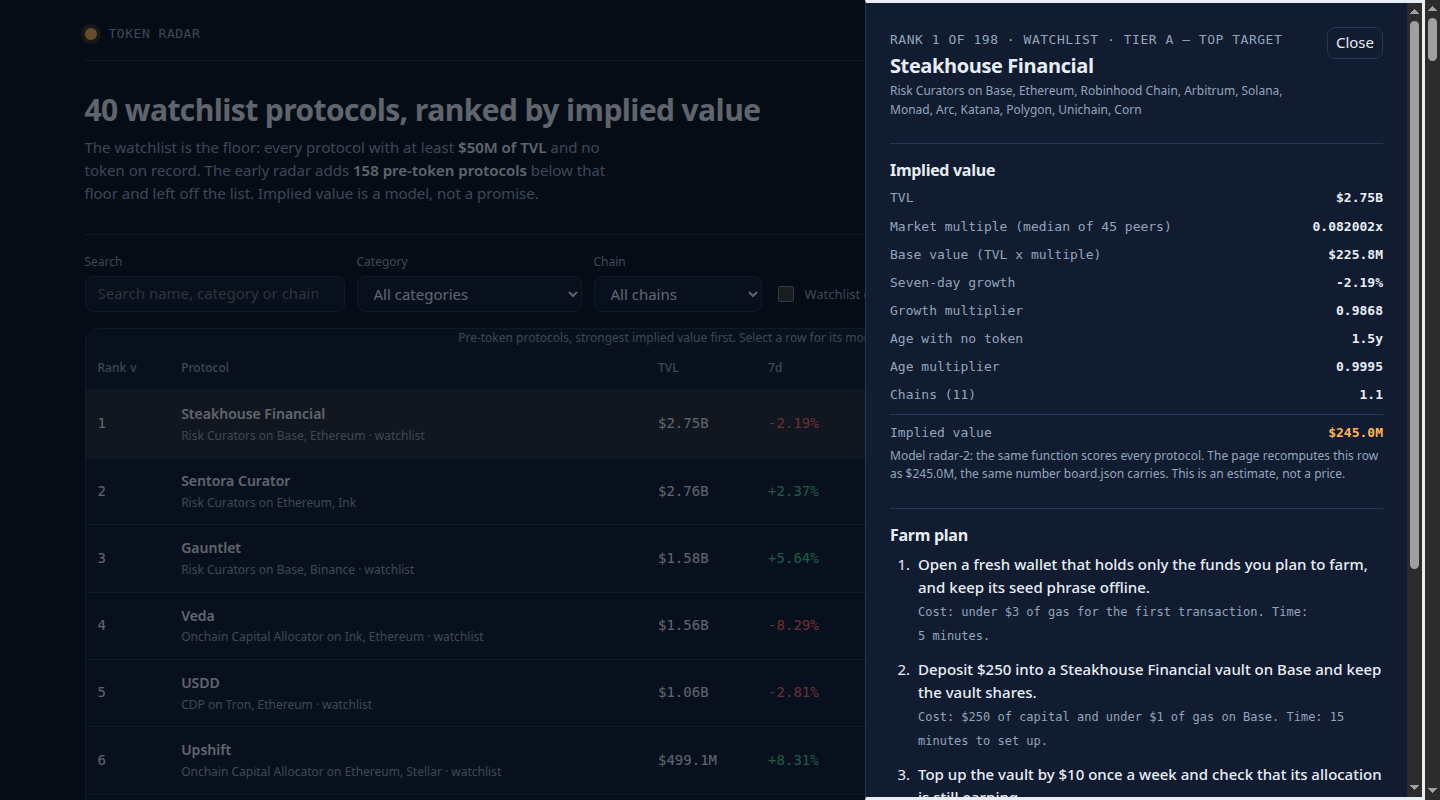 TOKEN RADAR
40 watchlist protocols, ranked by implied value
The watchlist is the floor: every protocol with at least $50M of TVL and no
token on record. The early radar adds 158 pre-token protocols below that
floor and left off the list. Implied value is a model, not a promise.
Search
Category
Chain
Search name, category or chain
All categories
All chains
Watchlist
Pre-token protocols, strongest implied value first. Select a row for its
Rank v
Protocol
TVL
7d
1
Steakhouse Financial
Risk Curators on Base, Ethereum · watchlist
$2.75B
-2.19%
2
Sentora Curator
Risk Curators on Ethereum, Ink
$2.76B
+2.37%
3
Gauntlet
Risk Curators on Base, Binance · watchlist
$1.58B
+5.64%
4
Veda
Onchain Capital Allocator on Ink, Ethereum · watchlist
$1.56B
-8.29%
5
USDD
CDP on Tron, Ethereum · watchlist
$1.06B
-2.81%
6
Upshift
Onchain Capital Allocator on Ethereum, Stellar · watchlist
$499.1M
+8.31%
RANK 1 OF 198 · WATCHLIST · TIER A — TOP TARGET
Close
Steakhouse Financial
Risk Curators on Base, Ethereum, Robinhood Chain, Arbitrum, Solana,
Monad, Arc, Katana, Polygon, Unichain, Corn
Implied value
TVL
$2.75B
Market multiple (median of 45 peers)
0.082002x
Base value (TVL x multiple)
$225.8M
Seven-day growth
-2.19%
Growth multiplier
0.9868
Age with no token
1.5y
Age multiplier
0.9995
Chains (11)
1.1
Implied value
$245.0M
Model radar-2: the same function scores every protocol. The page recomputes this row
as $245.0M, the same number board.json carries. This is an estimate, not a price.
Farm plan
1. Open a fresh wallet that holds only the funds you plan to farm,
and keep its seed phrase offline.
Cost: under $3 of gas for the first transaction. Time:
5 minutes.
2. Deposit $250 into a Steakhouse Financial vault on Base and keep
the vault shares.
Cost: $250 of capital and under $1 of gas on Base. Time: 15
minutes to set up.
3. Top up the vault by $10 once a week and check that its allocation
is still earning.